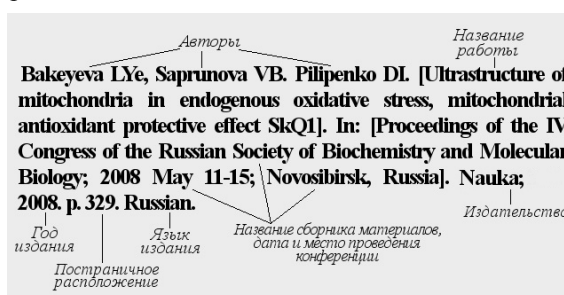 Авторы
Название
работы
Bakeyeva LYe, Saprunova VB. Pilipenko DI. [Ultrastructure of
mitochondria in endogenous oxidative stress, mitochondrial
antioxidant protective effect SkQ1]. In: [Proceedings of the IV
Congress of the Russian Society of Biochemistry and Molecular
Biology; 2008 May 11-15; Novosibirsk, Russia]. Nauka;
2008. p. 329. Russian.
Год
издания
Постраничное
расположение
Язык
издания
Название сборника материалов,
дата и место проведения
конференции
Издательство